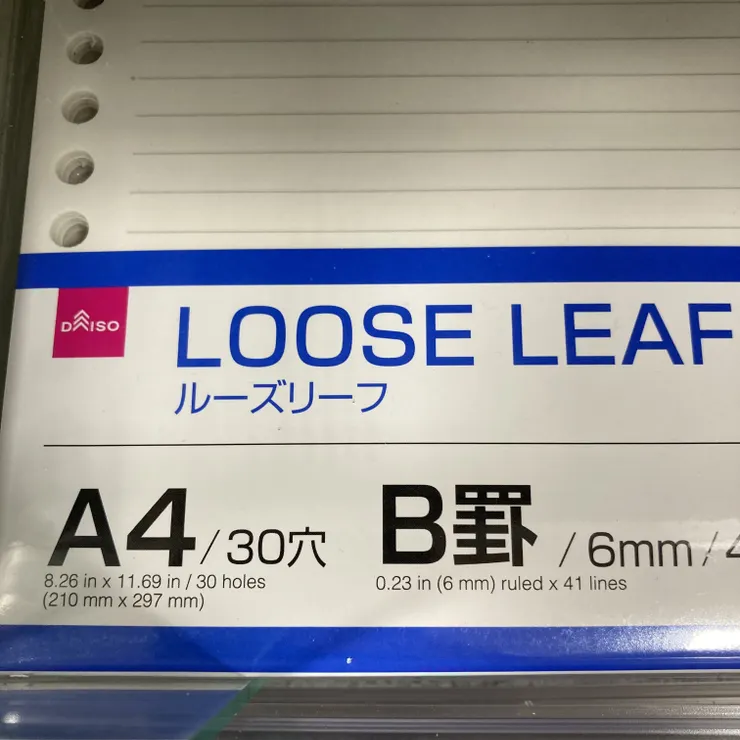 DAISO
LOOSE LEAF
ルーズリーフ
A4/30穴
8.26 in x 11.69 in / 30 holes
(210 mm x 297 mm)
B罫/6mm/4
0.23 in (6 mm) ruled x 41 lines